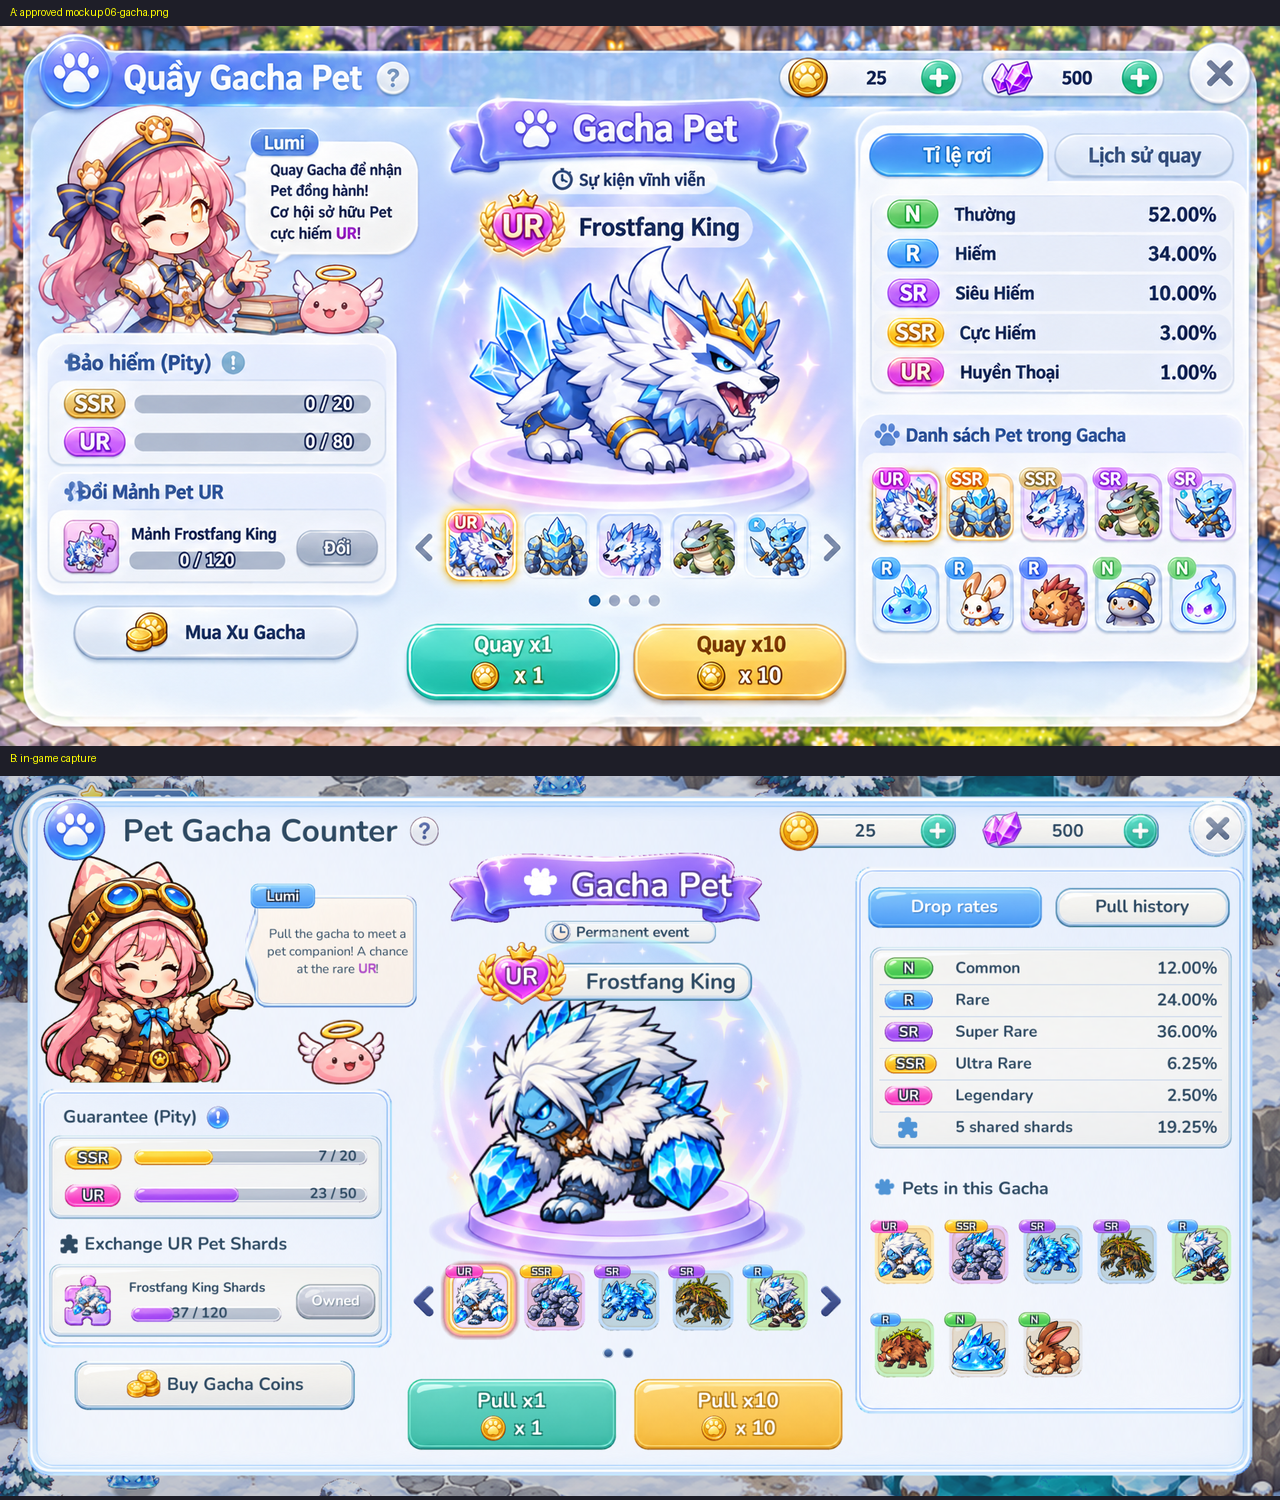 A: approved mockup 06-gacha.png
Quầy Gacha Pet
?
25
500
Gacha Pet
Lumi
Quay Gacha để nhận
Pet đồng hành!
Cơ hội sở hữu Pet
cực hiếm UR!
Sự kiện vĩnh viễn
UR
Frostfang King
Tỉ lệ rơi
Lịch sử quay
N Thường 52.00%
R Hiếm 34.00%
SR Siêu Hiếm 10.00%
SSR Cực Hiếm 3.00%
UR Huyền Thoại 1.00%
Bảo hiếm (Pity) !
SSR 0 / 20
UR 0 / 80
Đổi Mảnh Pet UR
Mảnh Frostfang King
0 / 120
Đổi
Mua Xu Gacha
UR
R
Quay x1
x 1
Quay x10
x 10
Danh sách Pet trong Gacha
UR SSR SSR SR SR
R R R N N
B: in-game capture
Pet Gacha Counter
?
25
500
Gacha Pet
Lumi
Pull the gacha to meet a
pet companion! A chance
at the rare UR!
Permanent event
UR
Frostfang King
Drop rates
Pull history
N Common 12.00%
R Rare 24.00%
SR Super Rare 36.00%
SSR Ultra Rare 6.25%
UR Legendary 2.50%
5 shared shards 19.25%
Guarantee (Pity) !
SSR 7 / 20
UR 23 / 50
Exchange UR Pet Shards
Frostfang King Shards
37 / 120
Owned
Buy Gacha Coins
UR SSR SR SR R
Pull x1
x 1
Pull x10
x 10
Pets in this Gacha
UR SSR SR SR R
R N N